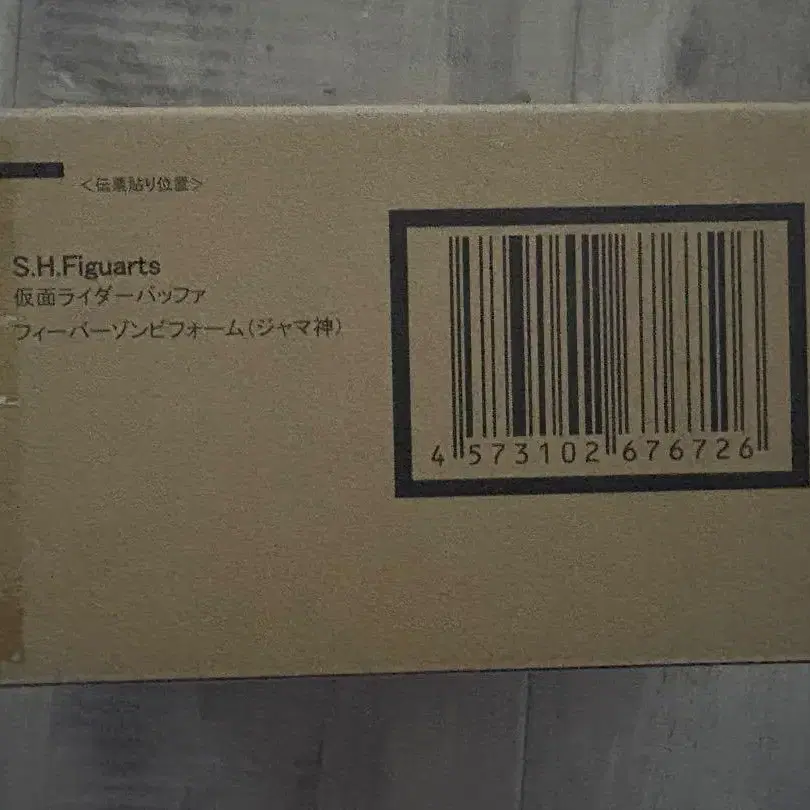 ＜伝票貼り位置＞
S.H.Figuarts
仮面ライダーバッファ
フィーバーゾンビフォーム(ジャマ神)
4 573102 676726